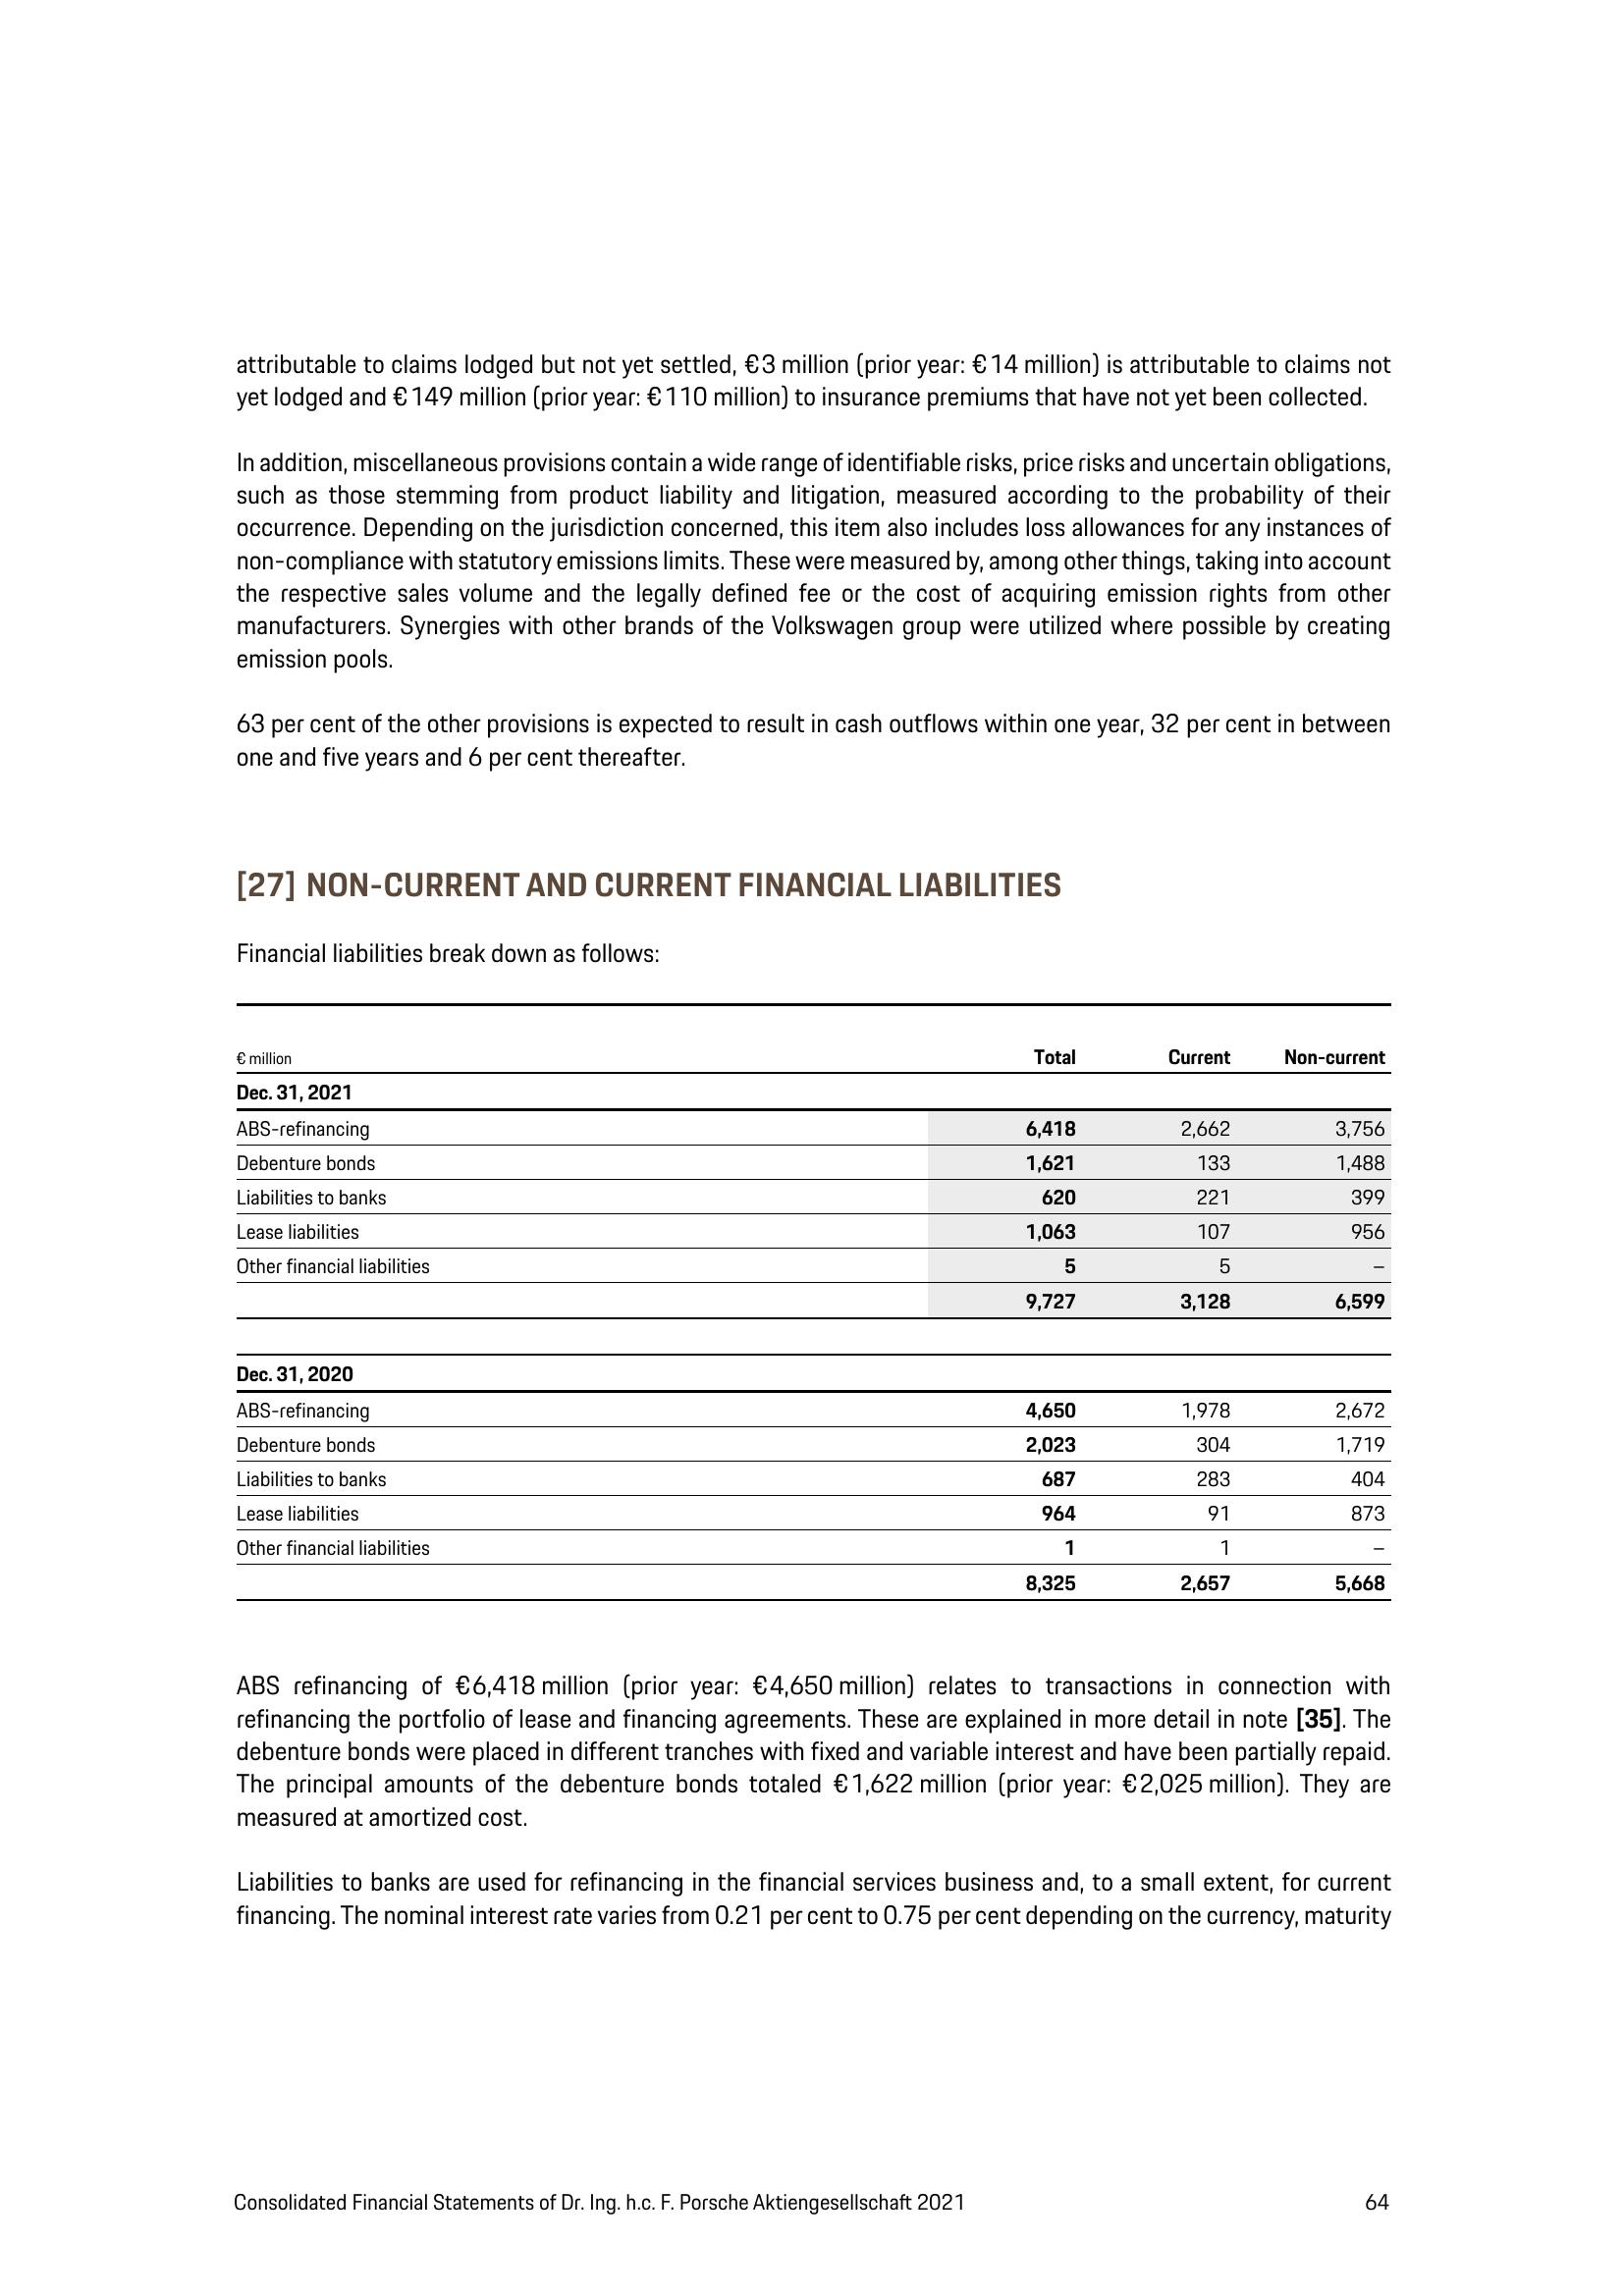 attributable to claims lodged but not yet settled, €3 million (prior year: €14 million) is attributable to claims not
yet lodged and €149 million (prior year: €110 million) to insurance premiums that have not yet been collected.
In addition, miscellaneous provisions contain a wide range of identifiable risks, price risks and uncertain obligations,
such as those stemming from product liability and litigation, measured according to the probability of their
occurrence. Depending on the jurisdiction concerned, this item also includes loss allowances for any instances of
non-compliance with statutory emissions limits. These were measured by, among other things, taking into account
the respective sales volume and the legally defined fee or the cost of acquiring emission rights from other
manufacturers. Synergies with other brands of the Volkswagen group were utilized where possible by creating
emission pools.
63 per cent of the other provisions is expected to result in cash outflows within one year, 32 per cent in between
one and five years and 6 per cent thereafter.
[27] NON-CURRENT AND CURRENT FINANCIAL LIABILITIES
Financial liabilities break down as follows:
€ million Total Current Non-current
Dec. 31, 2021
ABS-refinancing 6,418 2,662 3,756
Debenture bonds 1,621 133 1,488
Liabilities to banks 620 221 399
Lease liabilities 1,063 107 956
Other financial liabilities 5 5 –
9,727 3,128 6,599
Dec. 31, 2020
ABS-refinancing 4,650 1,978 2,672
Debenture bonds 2,023 304 1,719
Liabilities to banks 687 283 404
Lease liabilities 964 91 873
Other financial liabilities 1 1 –
8,325 2,657 5,668
ABS refinancing of €6,418 million (prior year: €4,650 million) relates to transactions in connection with
refinancing the portfolio of lease and financing agreements. These are explained in more detail in note [35]. The
debenture bonds were placed in different tranches with fixed and variable interest and have been partially repaid.
The principal amounts of the debenture bonds totaled €1,622 million (prior year: €2,025 million). They are
measured at amortized cost.
Liabilities to banks are used for refinancing in the financial services business and, to a small extent, for current
financing. The nominal interest rate varies from 0.21 per cent to 0.75 per cent depending on the currency, maturity
Consolidated Financial Statements of Dr. Ing. h.c. F. Porsche Aktiengesellschaft 2021 64